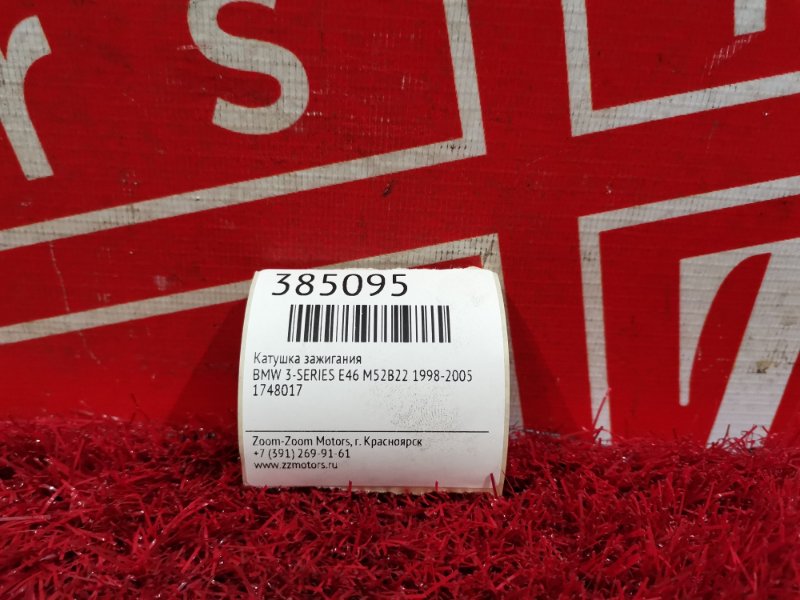 rs
385095
Катушка зажигания
BMW 3-SERIES E46 M52B22 1998-2005
1748017
Zoom-Zoom Motors, г. Красноярск
+7 (391) 269-91-61
www.zzmotors.ru